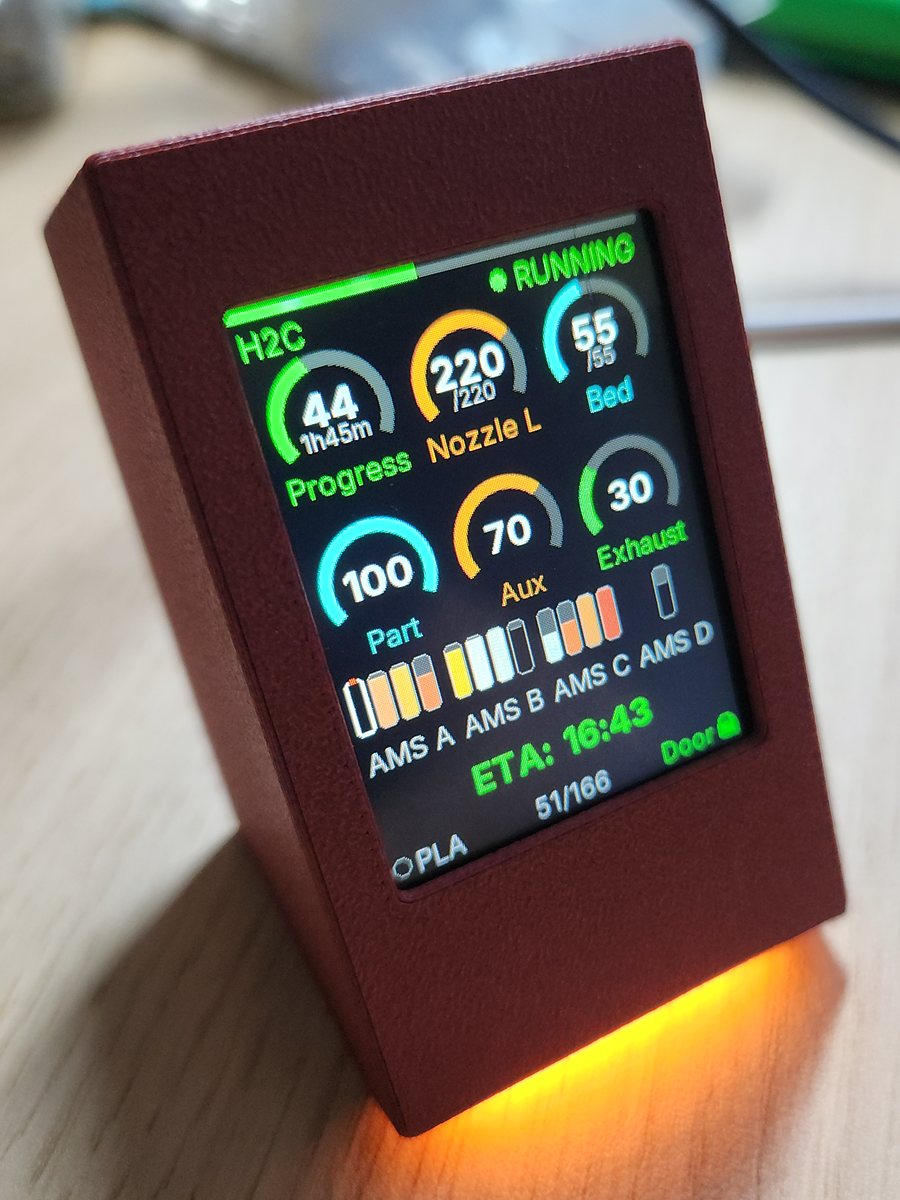 RUNNING
H2C
44
1h45m
Progress
220
/220
Nozzle L
55
/55
Bed
100
Part
70
Aux
30
Exhaust
AMS A AMS B AMS C AMS D
ETA: 16:43
PLA
51/166
Door